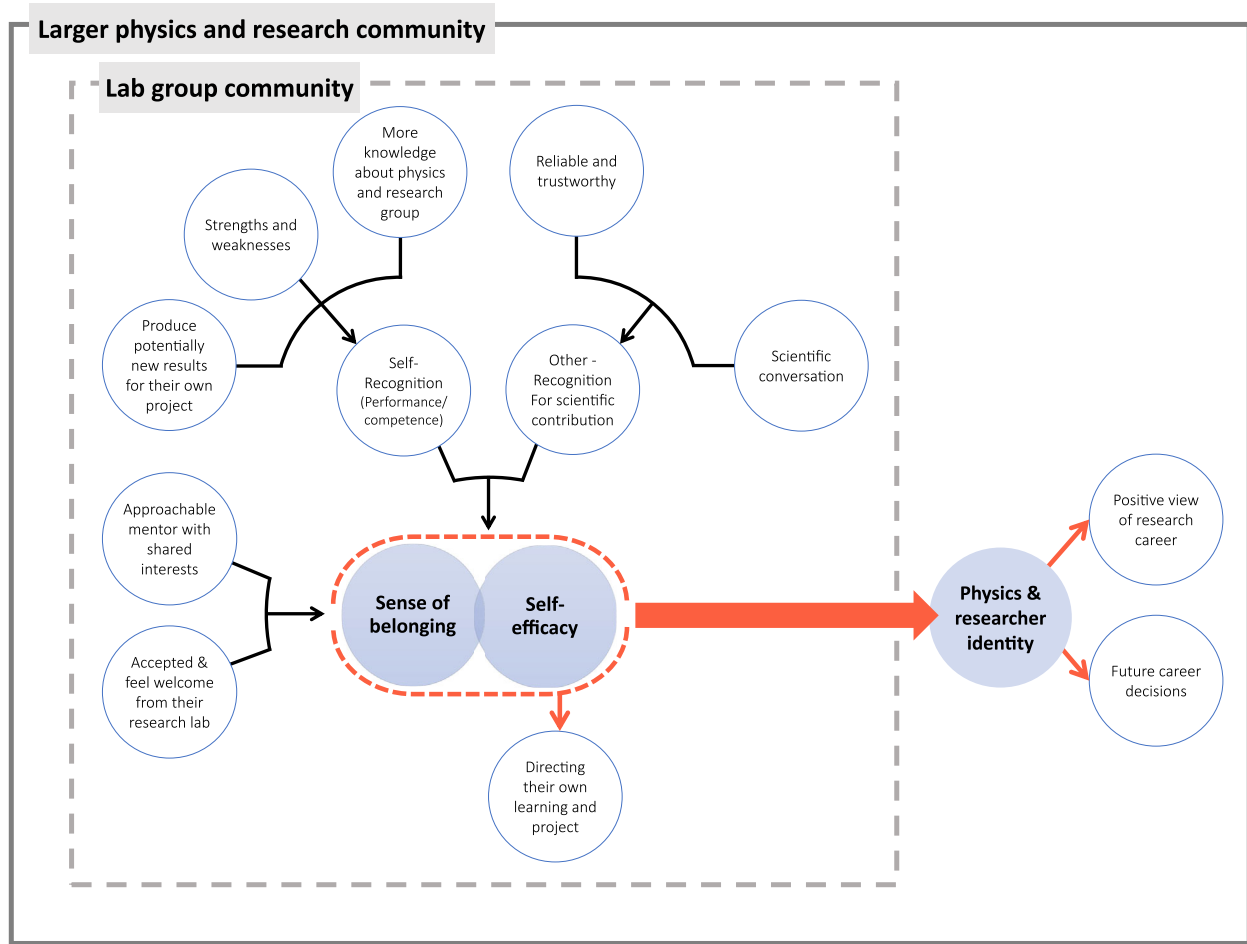 Larger physics and research community
Lab group community
More
knowledge
about physics
and research
group
Reliable and
trustworthy
Strengths and
weaknesses
Produce
potentially
new results
for their own
project
Self-
Recognition
(Performance/
competence)
Other -
Recognition
For scientific
contribution
Scientific
conversation
Approachable
mentor with
shared
interests
Accepted &
feel welcome
from their
research lab
Sense of
belonging
Self-
efficacy
Directing
their own
learning and
project
Physics &
researcher
identity
Positive view
of research
career
Future career
decisions